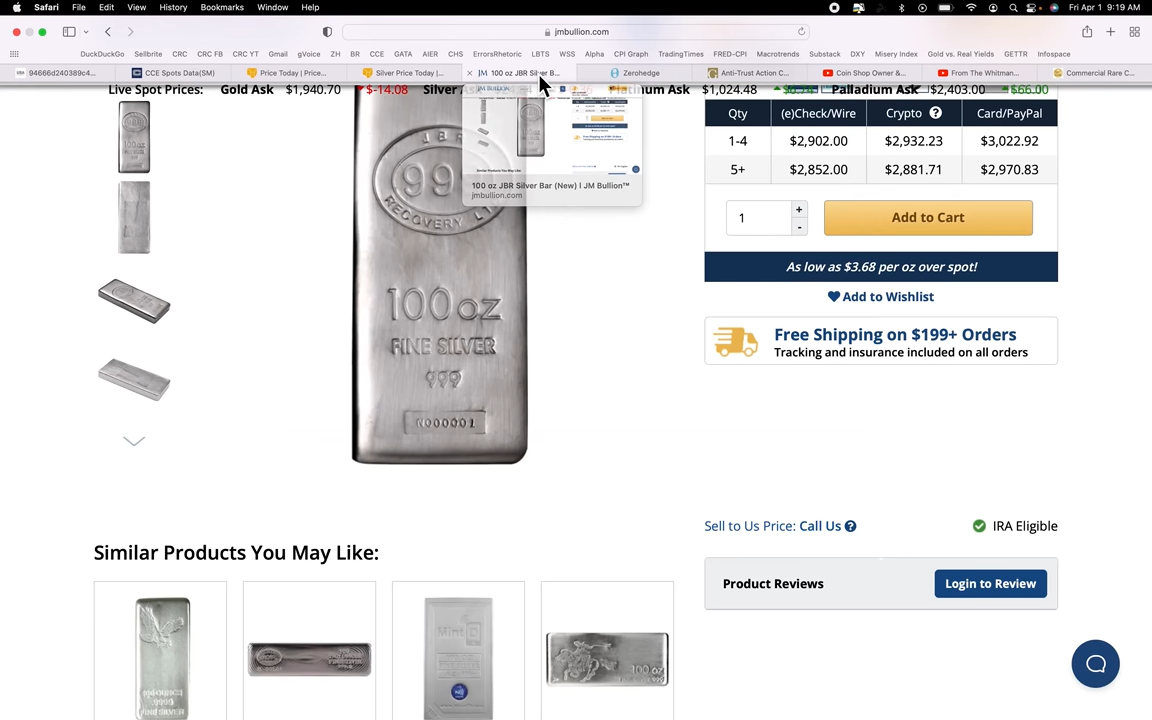 Safari File Edit View History Bookmarks Window Help Fri Apr 1 9:19 AM
jmbullion.com
DuckDuckGo Sellbrite CRC CRC FB CRC YT Gmail gVoice ZH BR CCE GATA AIER CHS ErrorsRhetoric LBTS WSS Alpha CPI Graph TradingTimes FRED-CPI Macrotrends Substack DXY Misery Index Gold vs. Real Yields GETTR Infospace
94666d240389c4... CCE Spots Data(SM) Price Today | Price... Silver Price Today |... 100 oz JBR Silver B... Zerohedge Anti-Trust Action C... Coin Shop Owner &... From The Whitman... Commercial Rare C...
Live Spot Prices: Gold Ask $1,940.70 $-14.08 Silver Platinum Ask $1,024.48 Palladium Ask $2,403.00 $66.00
JM BULLION
100 oz JBR Silver Bar (New) l JM Bullion™
jmbullion.com
Qty (e)Check/Wire Crypto ? Card/PayPal
1-4 $2,902.00 $2,932.23 $3,022.92
5+ $2,852.00 $2,881.71 $2,970.83
1 + - Add to Cart
As low as $3.68 per oz over spot!
Add to Wishlist
Free Shipping on $199+ Orders
Tracking and insurance included on all orders
JBR
RECOVERY
100 oz
FINE SILVER
999
N000001
Sell to Us Price: Call Us ? IRA Eligible
Similar Products You May Like:
Product Reviews Login to Review
100 oz